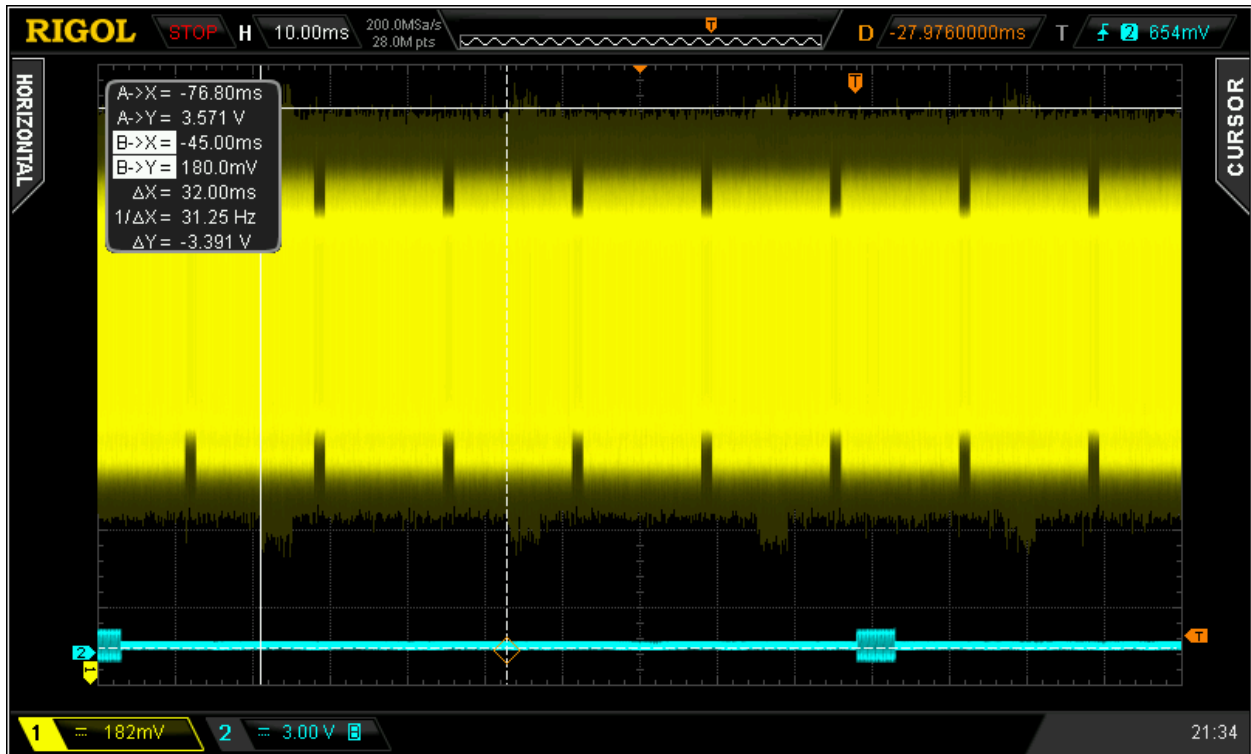 RIGOL STOP H 10.00ms 200.0MSa/s 28.0M pts T D -27.9760000ms T 2 654mV
HORIZONTAL
CURSOR
T
A->X = -76.80ms
A->Y = 3.571 V
B->X = -45.00ms
B->Y = 180.0mV
ΔX = 32.00ms
1/ΔX = 31.25 Hz
ΔY = -3.391 V
T
2
1
1 = 182mV 2 = 3.00 V B 21:34